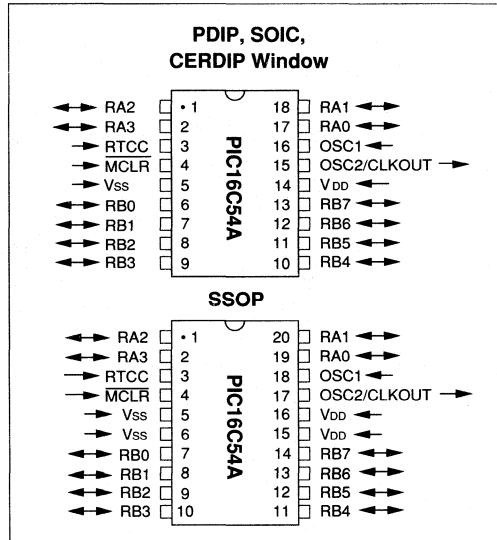 PDIP, SOIC,
CERDIP Window
RA2 • 1 18 RA1
RA3 2 17 RA0
RTCC 3 16 OSC1
MCLR 4 15 OSC2/CLKOUT
VSS 5 14 VDD
RB0 6 13 RB7
RB1 7 12 RB6
RB2 8 11 RB5
RB3 9 10 RB4
PIC16C54A
SSOP
RA2 • 1 20 RA1
RA3 2 19 RA0
RTCC 3 18 OSC1
MCLR 4 17 OSC2/CLKOUT
VSS 5 16 VDD
VSS 6 15 VDD
RB0 7 14 RB7
RB1 8 13 RB6
RB2 9 12 RB5
RB3 10 11 RB4
PIC16C54A